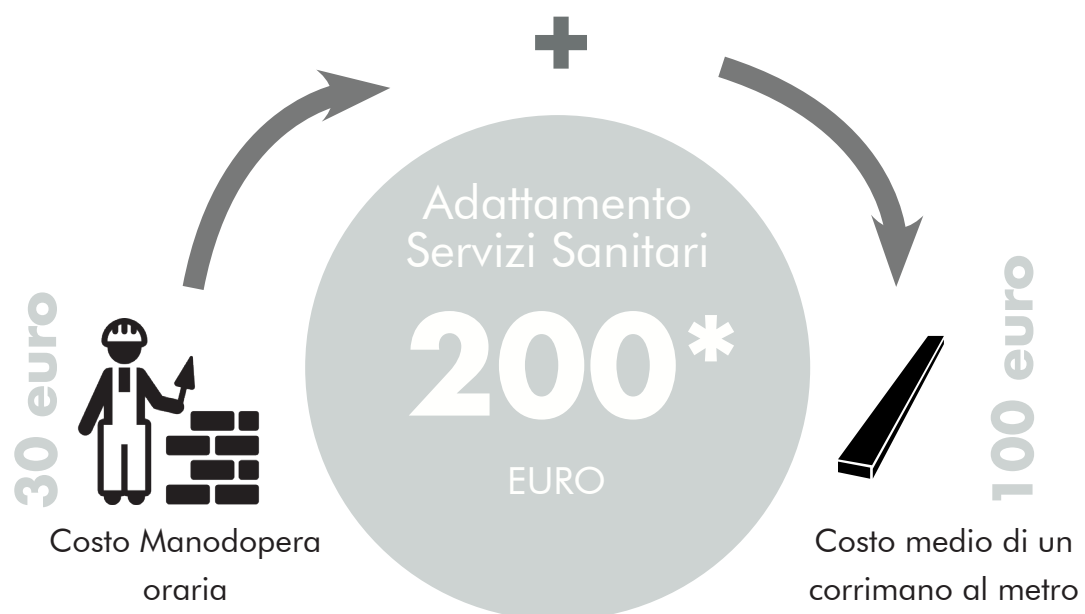 +
Adattamento
Servizi Sanitari
200*
EURO
30 euro
Costo Manodopera
oraria
100 euro
Costo medio di un
corrimano al metro